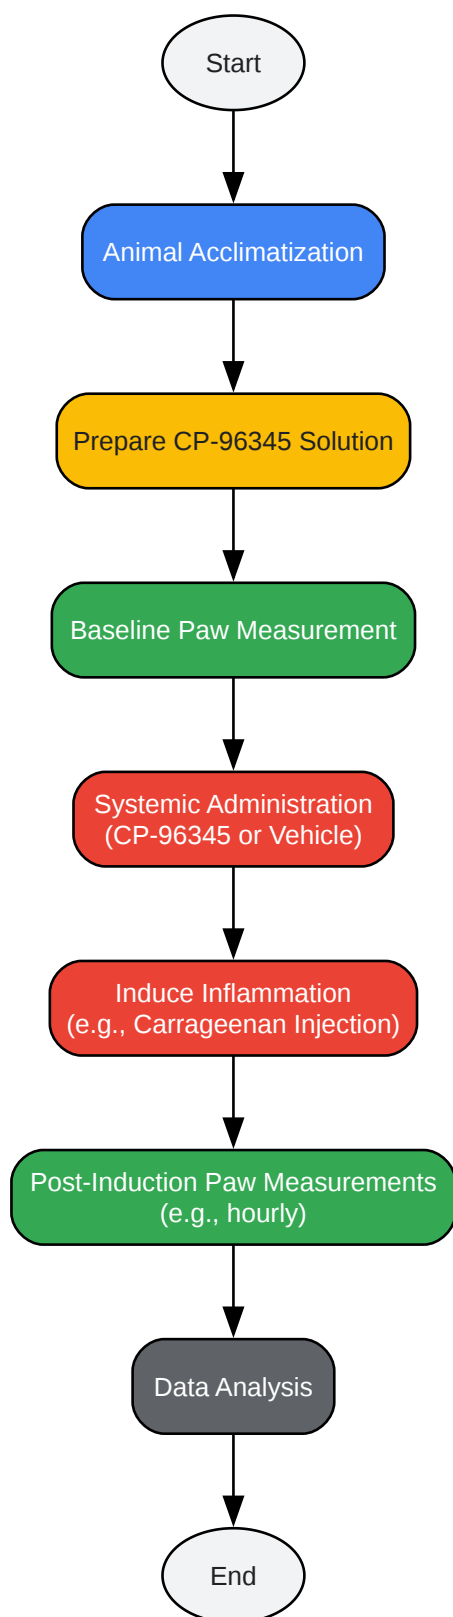 Start
Animal Acclimatization
Prepare CP-96345 Solution
Baseline Paw Measurement
Systemic Administration
(CP-96345 or Vehicle)
Induce Inflammation
(e.g., Carrageenan Injection)
Post-Induction Paw Measurements
(e.g., hourly)
Data Analysis
End